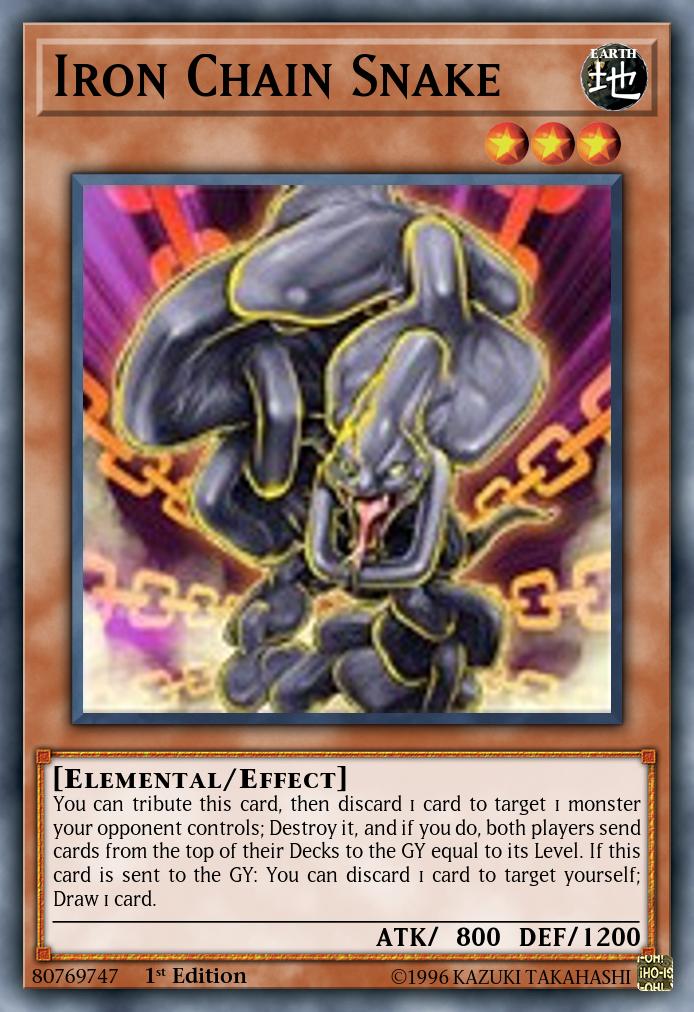 Iron Chain Snake
EARTH
地
[Elemental/Effect]
You can tribute this card, then discard 1 card to target 1 monster
your opponent controls; Destroy it, and if you do, both players send
cards from the top of their Decks to the GY equal to its Level. If this
card is sent to the GY: You can discard 1 card to target yourself;
Draw 1 card.
ATK/ 800 DEF/1200
80769747 1st Edition ©1996 KAZUKI TAKAHASHI